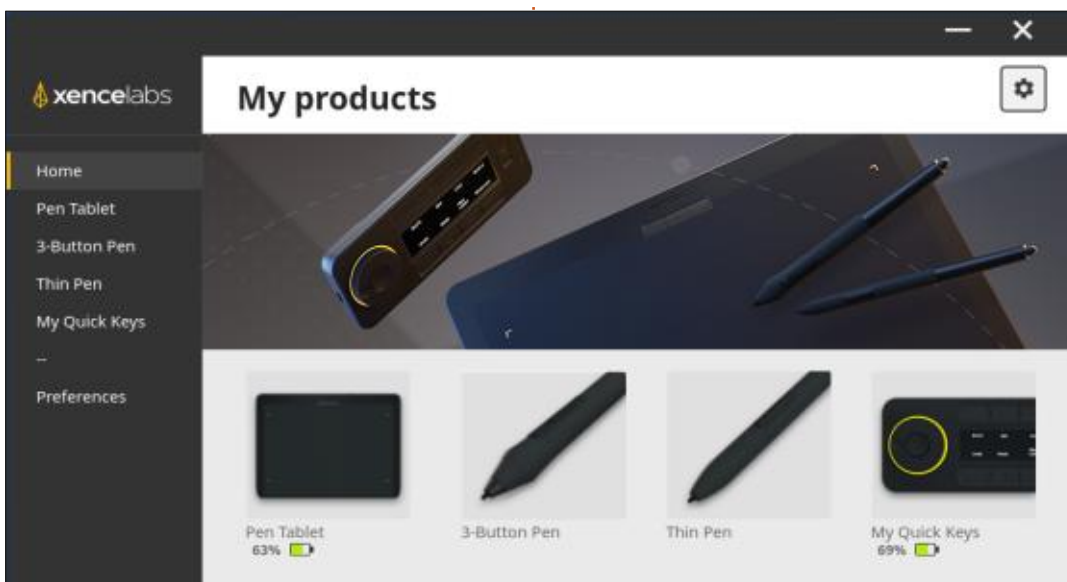 xencelabs
My products
Home
Pen Tablet
3-Button Pen
Thin Pen
My Quick Keys
--
Preferences
Pen Tablet
63%
3-Button Pen
Thin Pen
My Quick Keys
69%